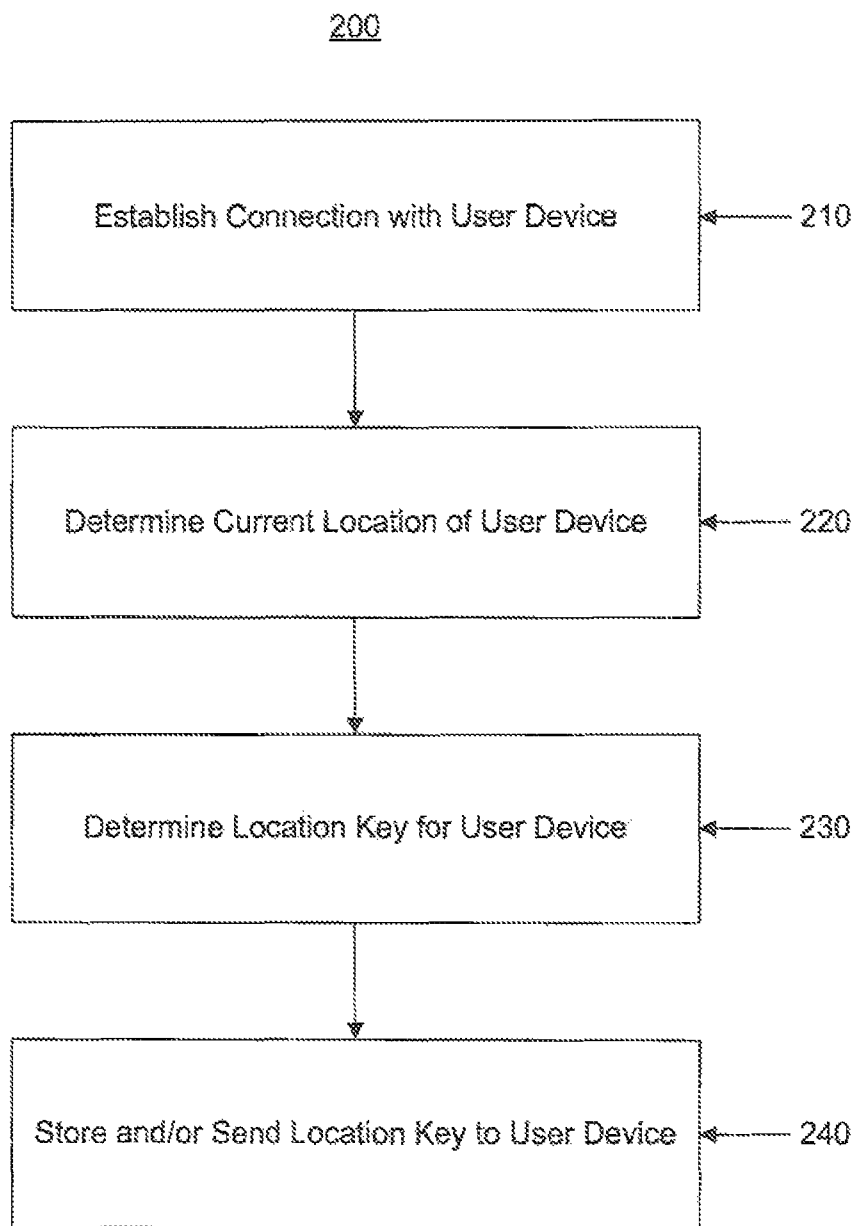 200
Establish Connection with User Device
210
Determine Current Location of User Device
220
Determine Location Key for User Device
230
Store and/or Send Location Key to User Device
240